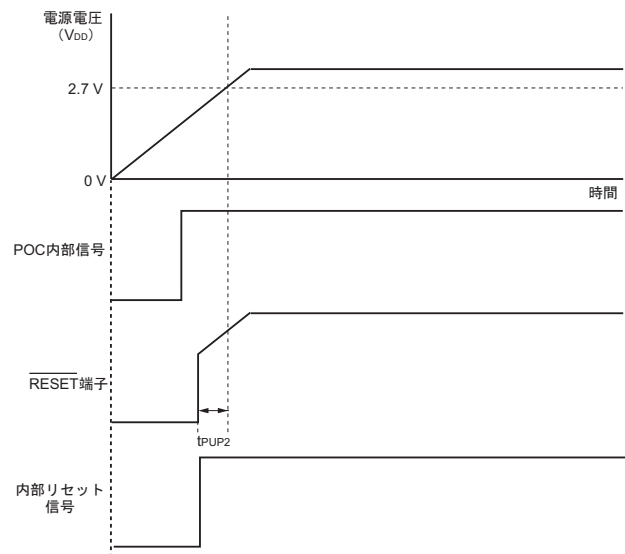 電源電圧
（VDD）
2.7 V
0 V
時間
POC内部信号
RESET端子
tPUP2
内部リセット
信号